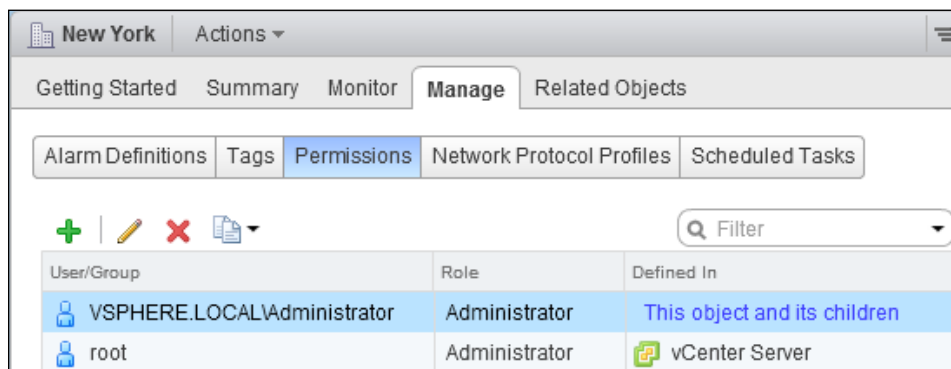 New York Actions
Getting Started Summary Monitor Manage Related Objects
Alarm Definitions Tags Permissions Network Protocol Profiles Scheduled Tasks
Filter
User/Group Role Defined In
VSPHERE.LOCAL\Administrator Administrator This object and its children
root Administrator vCenter Server